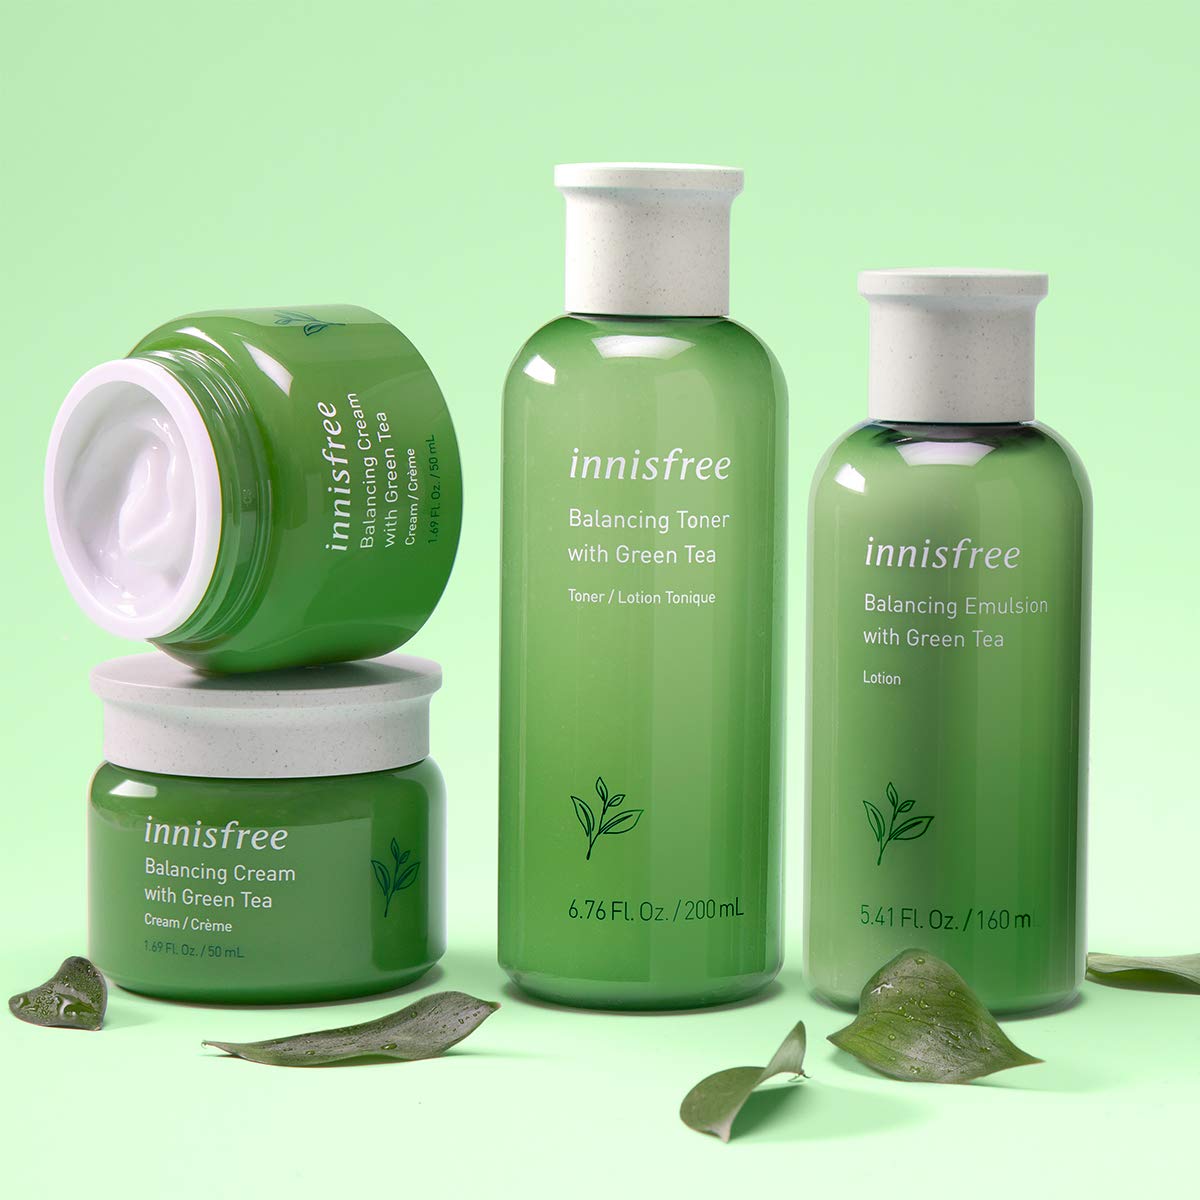 innisfree
Balancing Cream
with Green Tea
Cream / Crème
1.69 Fl. Oz. / 50 mL
innisfree
Balancing Cream
with Green Tea
Cream / Crème
1.69 Fl. Oz. / 50 mL
innisfree
Balancing Toner
with Green Tea
Toner / Lotion Tonique
6.76 Fl. Oz. / 200 mL
innisfree
Balancing Emulsion
with Green Tea
Lotion
5.41 Fl. Oz. / 160 m